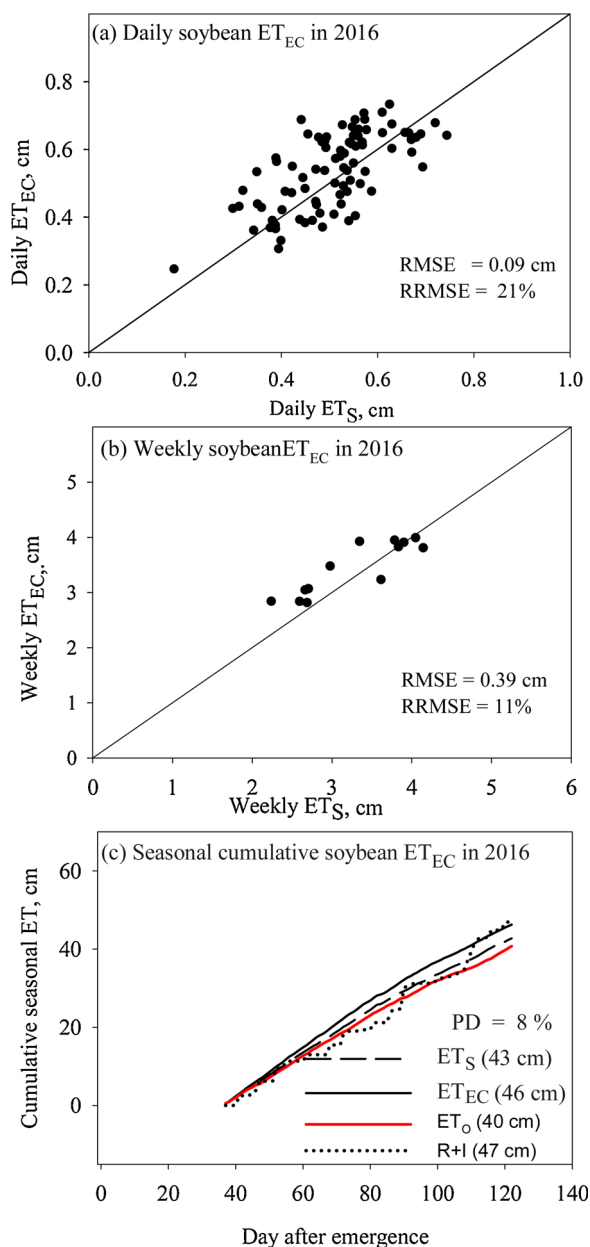 (a) Daily soybean ET_EC in 2016
1.0
0.8
0.6
0.4
0.2
0.0
Daily ET_EC, cm
RMSE = 0.09 cm
RRMSE = 21%
0.0 0.2 0.4 0.6 0.8 1.0
Daily ET_S, cm
(b) Weekly soybeanET_EC in 2016
5
4
3
2
1
0
Weekly ET_EC,.cm
RMSE = 0.39 cm
RRMSE = 11%
0 1 2 3 4 5 6
Weekly ET_S, cm
(c) Seasonal cumulative soybean ET_EC in 2016
60
40
20
0
Cumulative seasonal ET, cm
PD = 8 %
ET_S (43 cm)
ET_EC (46 cm)
ET_O (40 cm)
R+I (47 cm)
0 20 40 60 80 100 120 140
Day after emergence